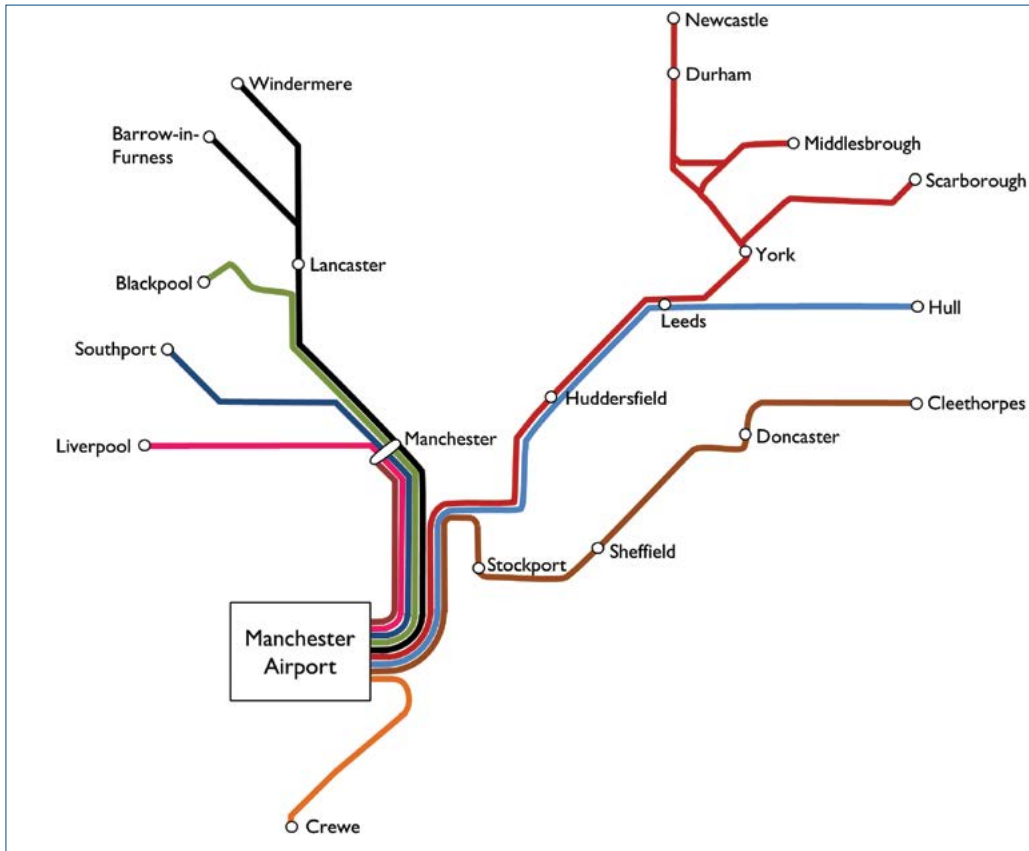 Newcastle
Durham
Windermere
Middlesbrough
Barrow-in-
Furness
Scarborough
York
Lancaster
Blackpool
Hull
Leeds
Southport
Huddersfield
Cleethorpes
Liverpool
Manchester
Doncaster
Sheffield
Stockport
Manchester
Airport
Crewe